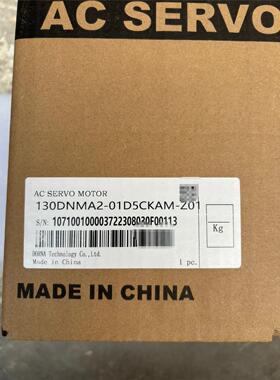 AC SERVO
AC SERVO MOTOR
130DNMA2-01D5CKAM-Z01
S/N:
Kg
DORNA Technology Co.,Ltd.
Made in China
1 pc.
MADE IN CHINA